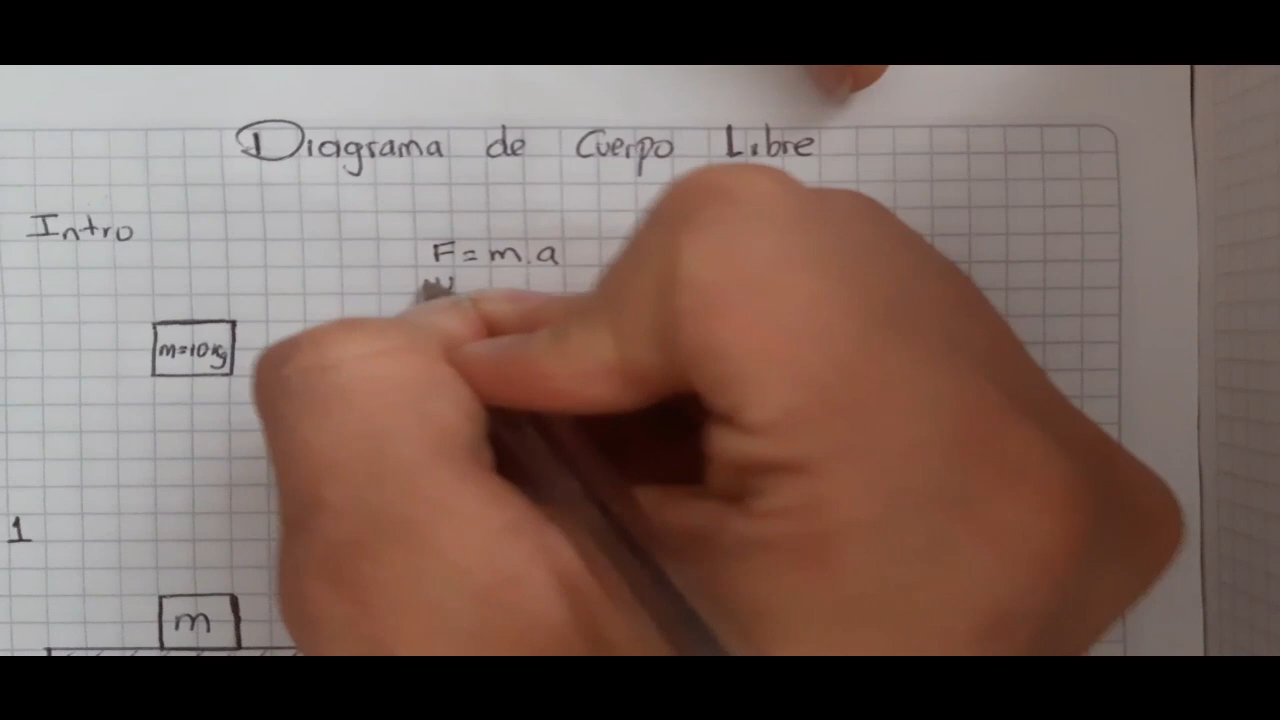 Diagrama de Cuerpo Libre
Intro
F = m.a
m=10kg
1
m